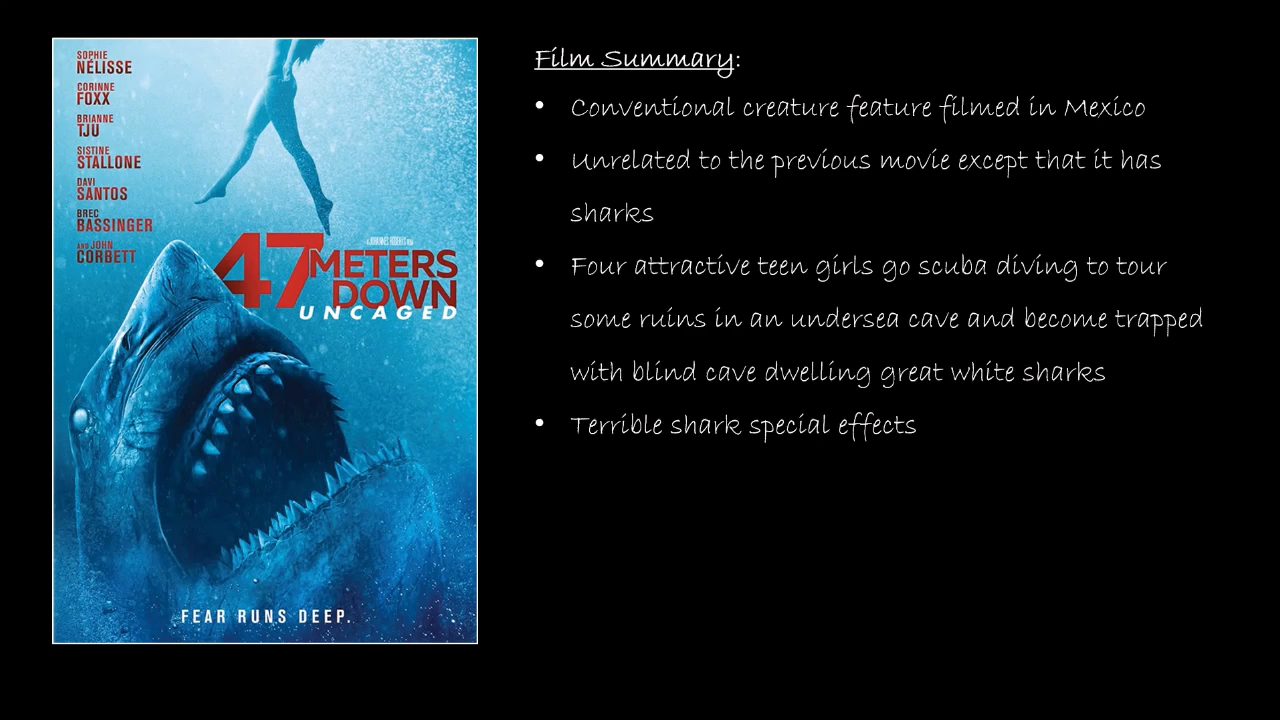 SOPHIE
NÉLISSE
CORINNE
FOXX
BRIANNE
TJU
SISTINE
STALLONE
DAVI
SANTOS
BREC
BASSINGER
AND JOHN
CORBETT
A JOHANNES ROBERTS FILM
47 METERS
DOWN
UNCAGED
FEAR RUNS DEEP.
Film Summary:
• Conventional creature feature filmed in Mexico
• Unrelated to the previous movie except that it has
sharks
• Four attractive teen girls go scuba diving to tour
some ruins in an undersea cave and become trapped
with blind cave dwelling great white sharks
• Terrible shark special effects